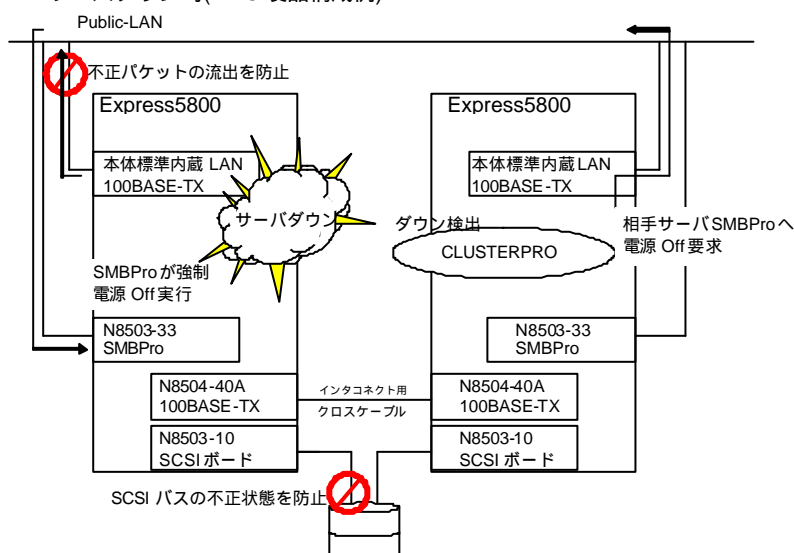 Public-LAN
不正パケットの流出を防止
Express5800
本体標準内蔵 LAN
100BASE-TX
サーバダウン
SMBProが強制
電源 Off実行
N8503-33
SMBPro
N8504-40A
100BASE-TX
N8503-10
SCSIボード
インタコネクト用
クロスケーブル
SCSI バスの不正状態を防止
Express5800
本体標準内蔵LAN
100BASE-TX
ダウン検出
CLUSTERPRO
相手サーバSMBProへ
電源 Off要求
N8503-33
SMBPro
N8504-40A
100BASE-TX
N8503-10
SCSI ボード